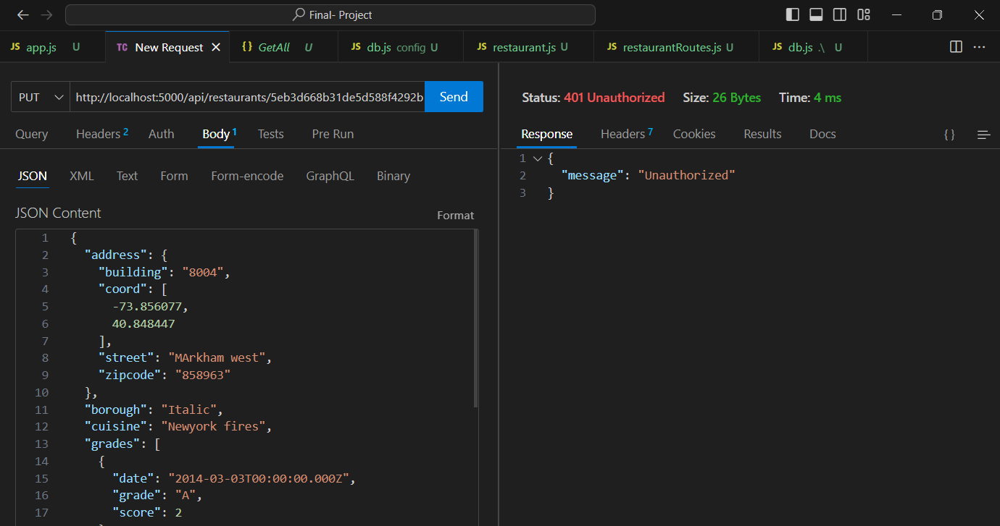 Final- Project
JS app.js U
TC New Request
{} GetAll U
JS db.js config U
JS restaurant.js U
JS restaurantRoutes.js U
JS db.js .\ U
PUT
http://localhost:5000/api/restaurants/5eb3d668b31de5d588f4292b
Send
Status: 401 Unauthorized Size: 26 Bytes Time: 4 ms
Query Headers 2 Auth Body 1 Tests Pre Run
Response Headers 7 Cookies Results Docs { }
1 {
2 "message": "Unauthorized"
3 }
JSON XML Text Form Form-encode GraphQL Binary
JSON Content
Format
1 {
2 "address": {
3 "building": "8004",
4 "coord": [
5 -73.856077,
6 40.848447
7 ],
8 "street": "MArkham west",
9 "zipcode": "858963"
10 },
11 "borough": "Italic",
12 "cuisine": "Newyork fires",
13 "grades": [
14 {
15 "date": "2014-03-03T00:00:00.000Z",
16 "grade": "A",
17 "score": 2